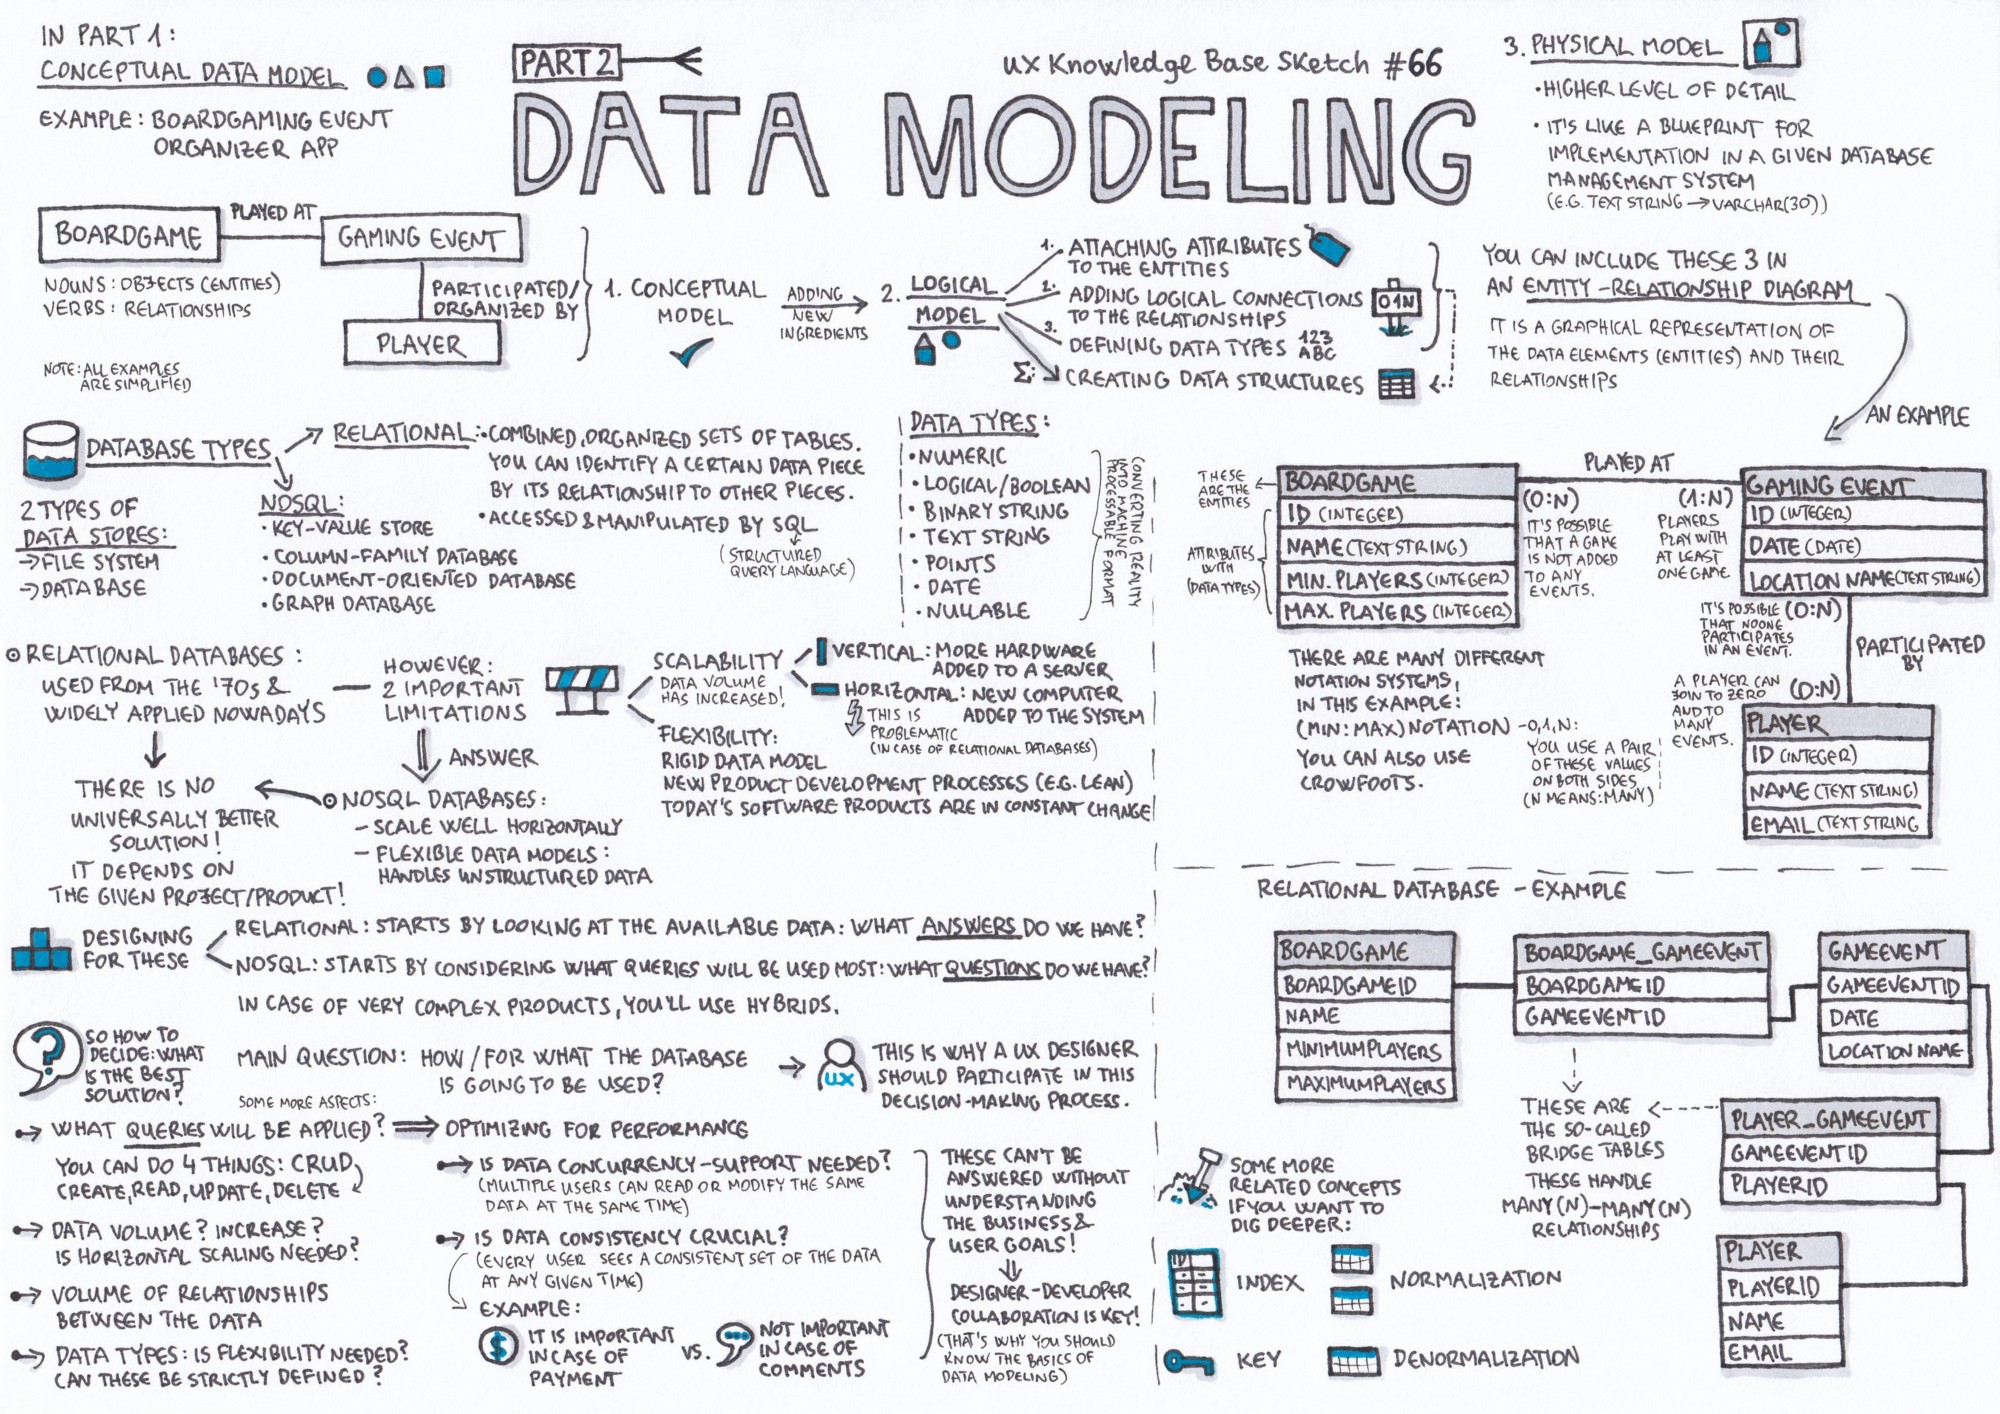 IN PART 1:
CONCEPTUAL DATA MODEL
EXAMPLE: BOARDGAMING EVENT
ORGANIZER APP
PART 2
UX Knowledge Base Sketch #66
DATA MODELING
3. PHYSICAL MODEL
• HIGHER LEVEL OF DETAIL
• IT'S LIKE A BLUEPRINT FOR
IMPLEMENTATION IN A GIVEN DATABASE
MANAGEMENT SYSTEM
(E.G. TEXT STRING → VARCHAR(30))
BOARDGAME
PLAYED AT
GAMING EVENT
NOUNS: OBJECTS (ENTITIES)
VERBS: RELATIONSHIPS
PARTICIPATED/
ORGANIZED BY
PLAYER
NOTE: ALL EXAMPLES
ARE SIMPLIFIED
1. CONCEPTUAL
MODEL
ADDING
NEW
INGREDIENTS
2. LOGICAL
MODEL
1. ATTACHING ATTRIBUTES
TO THE ENTITIES
2. ADDING LOGICAL CONNECTIONS
TO THE RELATIONSHIPS
01N
3. DEFINING DATA TYPES 123
ABC
Σ: CREATING DATA STRUCTURES
YOU CAN INCLUDE THESE 3 IN
AN ENTITY-RELATIONSHIP DIAGRAM
IT IS A GRAPHICAL REPRESENTATION OF
THE DATA ELEMENTS (ENTITIES) AND THEIR
RELATIONSHIPS
AN EXAMPLE
DATABASE TYPES
2 TYPES OF
DATA STORES:
→ FILE SYSTEM
→ DATABASE
RELATIONAL: • COMBINED, ORGANIZED SETS OF TABLES.
YOU CAN IDENTIFY A CERTAIN DATA PIECE
BY ITS RELATIONSHIP TO OTHER PIECES.
• ACCESSED & MANIPULATED BY SQL
(STRUCTURED
QUERY LANGUAGE)
NOSQL:
• KEY-VALUE STORE
• COLUMN-FAMILY DATABASE
• DOCUMENT-ORIENTED DATABASE
• GRAPH DATABASE
DATA TYPES:
• NUMERIC
• LOGICAL/BOOLEAN
• BINARY STRING
• TEXT STRING
• POINTS
• DATE
• NULLABLE
CONVERTING REALITY
INTO MACHINE
PROCESSABLE FORMAT
THESE
ARE THE
ENTITIES
ATTRIBUTES
WITH
(DATA TYPES)
BOARDGAME
ID (INTEGER)
NAME (TEXT STRING)
MIN. PLAYERS (INTEGER)
MAX. PLAYERS (INTEGER)
PLAYED AT
(0:N)
IT'S POSSIBLE
THAT A GAME
IS NOT ADDED
TO ANY
EVENTS.
(1:N)
PLAYERS
PLAY WITH
AT LEAST
ONE GAME.
GAMING EVENT
ID (INTEGER)
DATE (DATE)
LOCATION NAME (TEXT STRING)
IT'S POSSIBLE (0:N)
THAT NOONE
PARTICIPATES
IN AN EVENT.
PARTICIPATED
BY
A PLAYER CAN
JOIN TO ZERO (0:N)
AND TO
MANY
EVENTS.
PLAYER
ID (INTEGER)
NAME (TEXT STRING)
EMAIL (TEXT STRING
THERE ARE MANY DIFFERENT
NOTATION SYSTEMS,
IN THIS EXAMPLE:
(MIN:MAX) NOTATION - 0,1,N:
YOU USE A PAIR
OF THESE VALUES
ON BOTH SIDES
(N MEANS: MANY)
YOU CAN ALSO USE
CROWFOOTS.
RELATIONAL DATABASES:
USED FROM THE '70s &
WIDELY APPLIED NOWADAYS
HOWEVER:
2 IMPORTANT
LIMITATIONS
SCALABILITY
DATA VOLUME
HAS INCREASED!
VERTICAL: MORE HARDWARE
ADDED TO A SERVER
HORIZONTAL: NEW COMPUTER
ADDED TO THE SYSTEM
THIS IS
PROBLEMATIC
(IN CASE OF RELATIONAL DATABASES)
FLEXIBILITY:
RIGID DATA MODEL
NEW PRODUCT DEVELOPMENT PROCESSES (E.G. LEAN)
TODAY'S SOFTWARE PRODUCTS ARE IN CONSTANT CHANGE
ANSWER
NOSQL DATABASES:
- SCALE WELL HORIZONTALLY
- FLEXIBLE DATA MODELS:
HANDLES UNSTRUCTURED DATA
THERE IS NO
UNIVERSALLY BETTER
SOLUTION!
IT DEPENDS ON
THE GIVEN PROJECT/PRODUCT!
DESIGNING
FOR THESE
RELATIONAL: STARTS BY LOOKING AT THE AVAILABLE DATA: WHAT ANSWERS DO WE HAVE?
NOSQL: STARTS BY CONSIDERING WHAT QUERIES WILL BE USED MOST: WHAT QUESTIONS DO WE HAVE?
IN CASE OF VERY COMPLEX PRODUCTS, YOU'LL USE HYBRIDS.
?
SO HOW TO
DECIDE: WHAT
IS THE BEST
SOLUTION?
MAIN QUESTION: HOW / FOR WHAT THE DATABASE
IS GOING TO BE USED?
UX
THIS IS WHY A UX DESIGNER
SHOULD PARTICIPATE IN THIS
DECISION-MAKING PROCESS.
SOME MORE ASPECTS:
WHAT QUERIES WILL BE APPLIED? ⇒ OPTIMIZING FOR PERFORMANCE
YOU CAN DO 4 THINGS: CRUD
CREATE, READ, UPDATE, DELETE
DATA VOLUME? INCREASE?
IS HORIZONTAL SCALING NEEDED?
VOLUME OF RELATIONSHIPS
BETWEEN THE DATA
DATA TYPES: IS FLEXIBILITY NEEDED?
CAN THESE BE STRICTLY DEFINED?
IS DATA CONCURRENCY-SUPPORT NEEDED?
(MULTIPLE USERS CAN READ OR MODIFY THE SAME
DATA AT THE SAME TIME)
IS DATA CONSISTENCY CRUCIAL?
(EVERY USER SEES A CONSISTENT SET OF THE DATA
AT ANY GIVEN TIME)
EXAMPLE:
$
IT IS IMPORTANT
IN CASE OF
PAYMENT
VS.
NOT IMPORTANT
IN CASE OF
COMMENTS
THESE CAN'T BE
ANSWERED WITHOUT
UNDERSTANDING
THE BUSINESS &
USER GOALS!
DESIGNER-DEVELOPER
COLLABORATION IS KEY!
(THAT'S WHY YOU SHOULD
KNOW THE BASICS OF
DATA MODELING)
RELATIONAL DATABASE - EXAMPLE
BOARDGAME
BOARDGAMEID
NAME
MINIMUMPLAYERS
MAXIMUMPLAYERS
BOARDGAME_GAMEEVENT
BOARDGAMEID
GAMEEVENTID
GAMEEVENT
GAMEEVENTID
DATE
LOCATION NAME
THESE ARE
THE SO-CALLED
BRIDGE TABLES
THESE HANDLE
MANY(N)-MANY(N)
RELATIONSHIPS
PLAYER_GAMEEVENT
GAMEEVENTID
PLAYERID
PLAYER
PLAYERID
NAME
EMAIL
SOME MORE
RELATED CONCEPTS
IF YOU WANT TO
DIG DEEPER:
ID
INDEX
NORMALIZATION
KEY
DENORMALIZATION